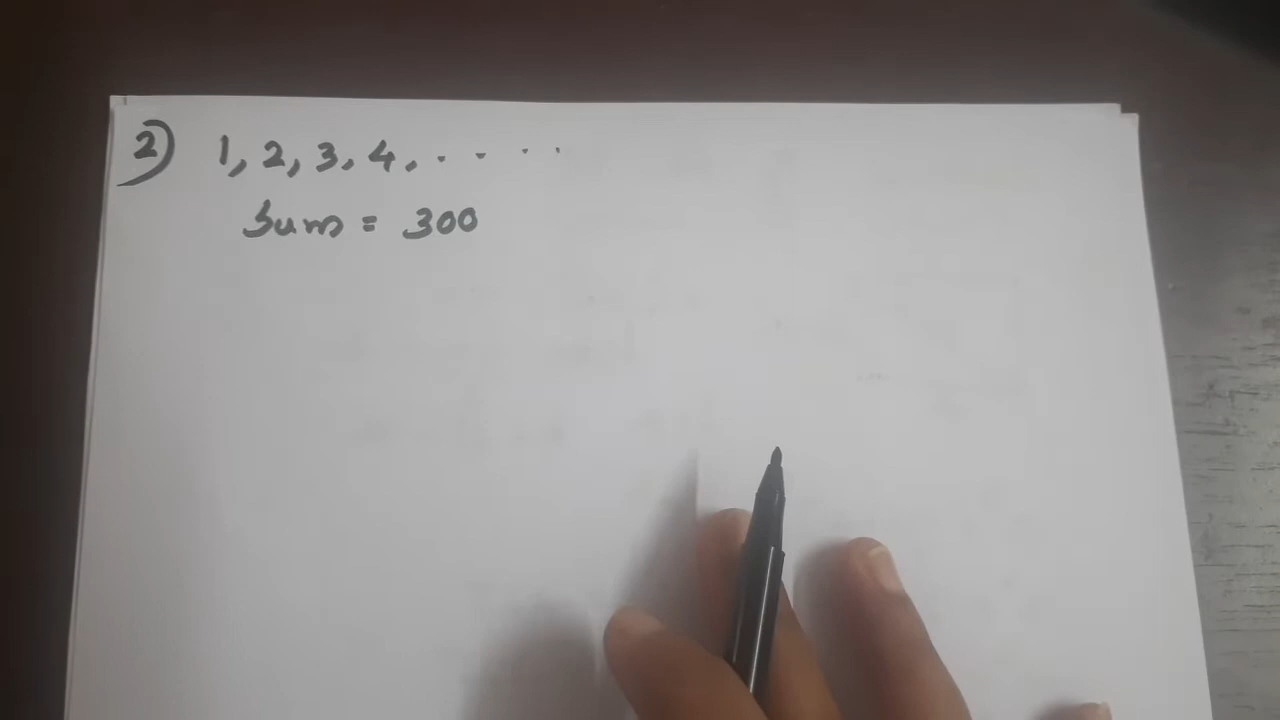 2) 1, 2, 3, 4, . . . .
Sum = 300